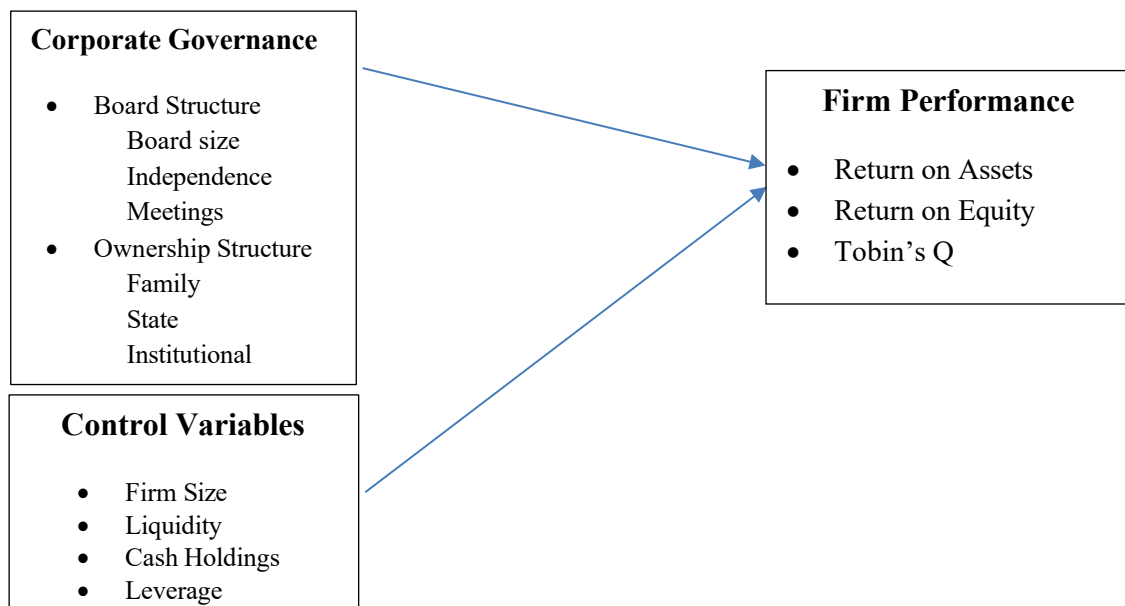 Corporate Governance
• Board Structure
Board size
Independence
Meetings
• Ownership Structure
Family
State
Institutional
Control Variables
• Firm Size
• Liquidity
• Cash Holdings
• Leverage
Firm Performance
• Return on Assets
• Return on Equity
• Tobin’s Q